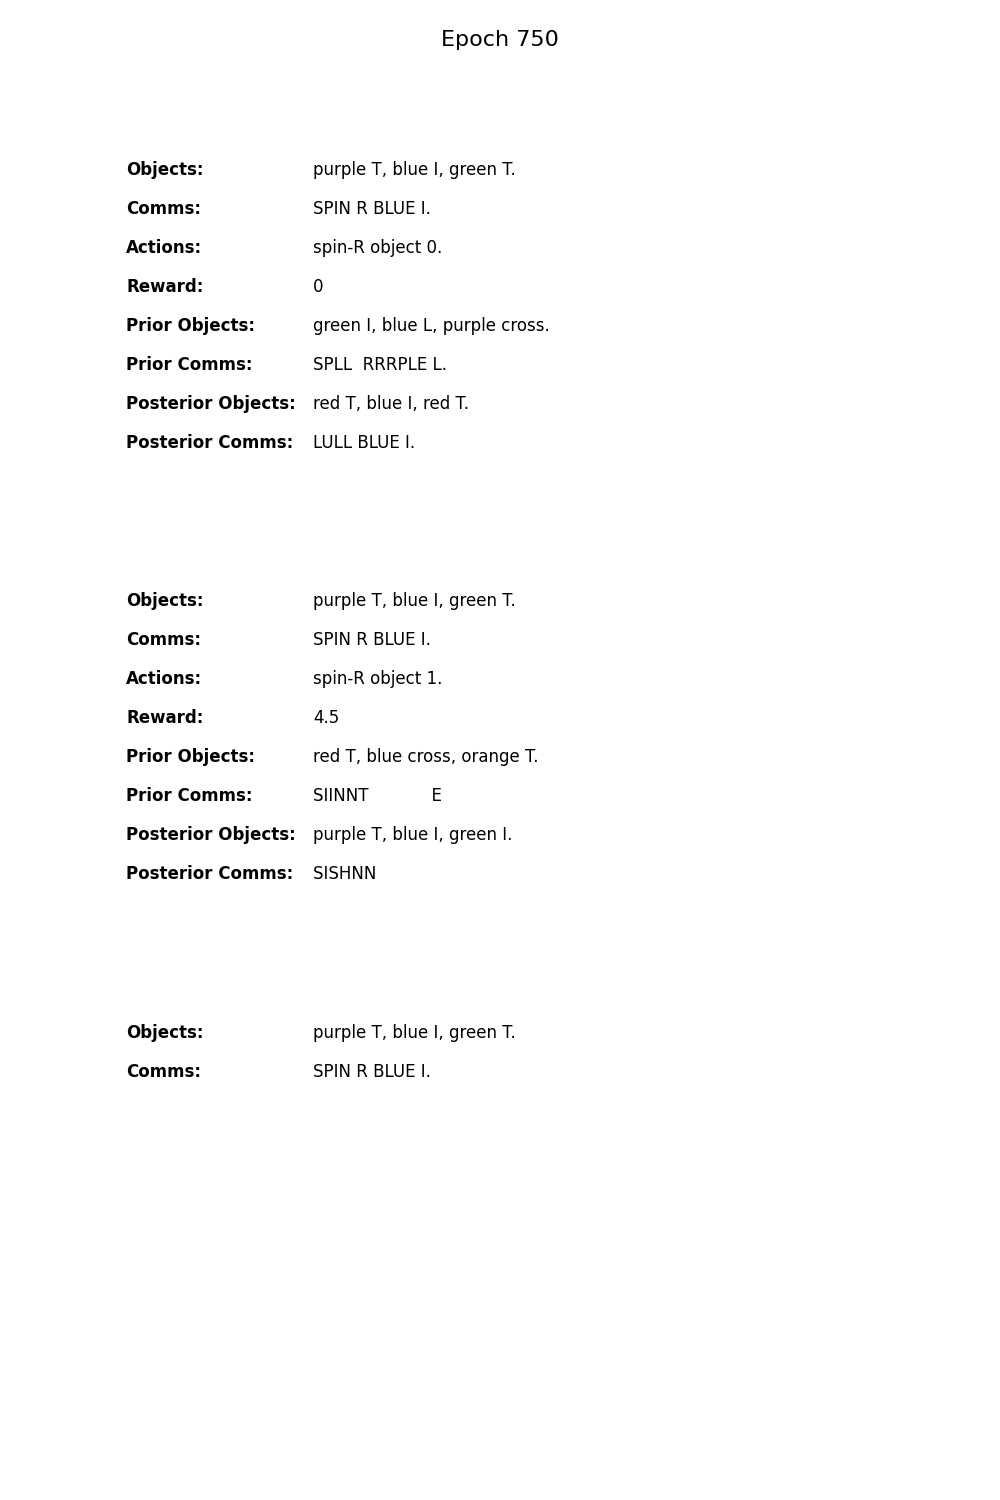 Epoch 750
Objects: purple T, blue I, green T.
Comms: SPIN R BLUE I.
Actions: spin-R object 0.
Reward: 0
Prior Objects: green I, blue L, purple cross.
Prior Comms: SPLL  RRRPLE L.
Posterior Objects: red T, blue I, red T.
Posterior Comms: LULL BLUE I.
Objects: purple T, blue I, green T.
Comms: SPIN R BLUE I.
Actions: spin-R object 1.
Reward: 4.5
Prior Objects: red T, blue cross, orange T.
Prior Comms: SIINNT            E
Posterior Objects: purple T, blue I, green I.
Posterior Comms: SISHNN
Objects: purple T, blue I, green T.
Comms: SPIN R BLUE I.